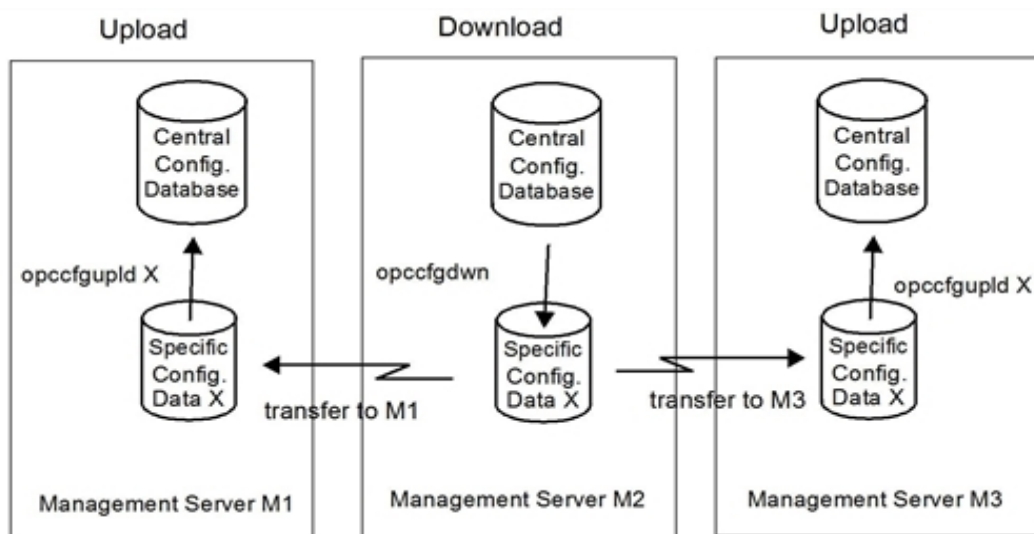 Upload
Download
Upload
Central
Config.
Database
Central
Config.
Database
Central
Config.
Database
opccfgupld X
opccfgdwn
opccfgupld X
Specific
Config.
Data X
Specific
Config.
Data X
Specific
Config.
Data X
transfer to M1
transfer to M3
Management Server M1
Management Server M2
Management Server M3